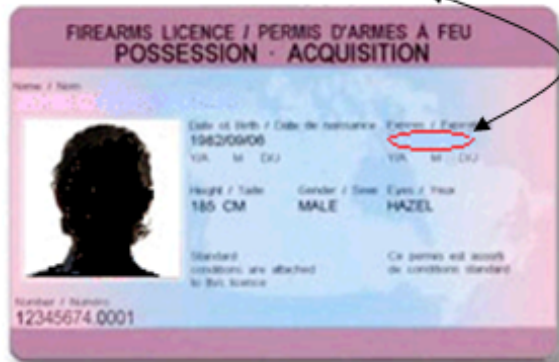 FIREARMS LICENCE / PERMIS D'ARMES À FEU
POSSESSION · ACQUISITION
Name / Nom
Date of Birth / Date de naissance Expires / Expiration
1982/09/06
Y/A M D/J Y/A M D/J
Height / Taille Gender / Sexe Eyes / Yeux
185 CM MALE HAZEL
Standard Ce permis est assorti
conditions are attached de conditions standard
to this licence
Number / Numéro
12345674.0001